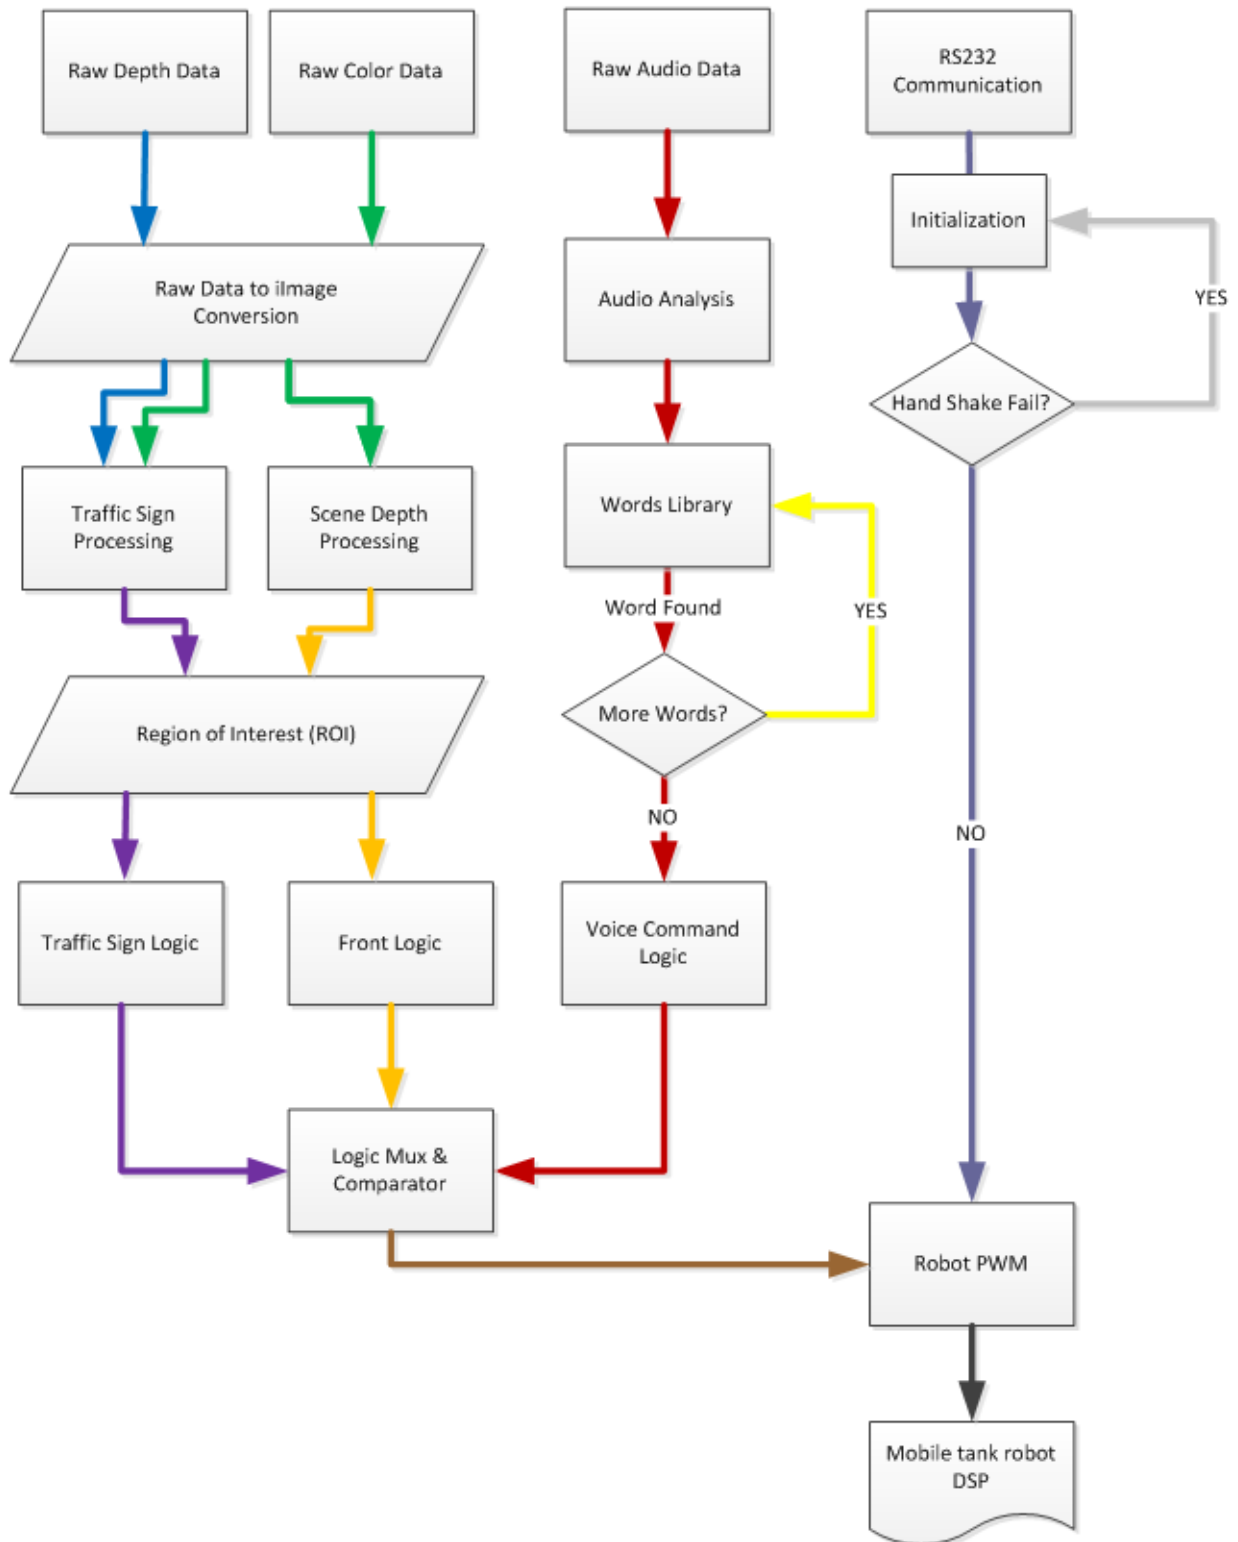 Raw Depth Data
Raw Color Data
Raw Audio Data
RS232
Communication
Initialization
YES
Raw Data to iImage
Conversion
Audio Analysis
Hand Shake Fail?
Traffic Sign
Processing
Scene Depth
Processing
Words Library
Word Found
YES
More Words?
Region of Interest (ROI)
NO
NO
Traffic Sign Logic
Front Logic
Voice Command
Logic
Logic Mux &
Comparator
Robot PWM
Mobile tank robot
DSP